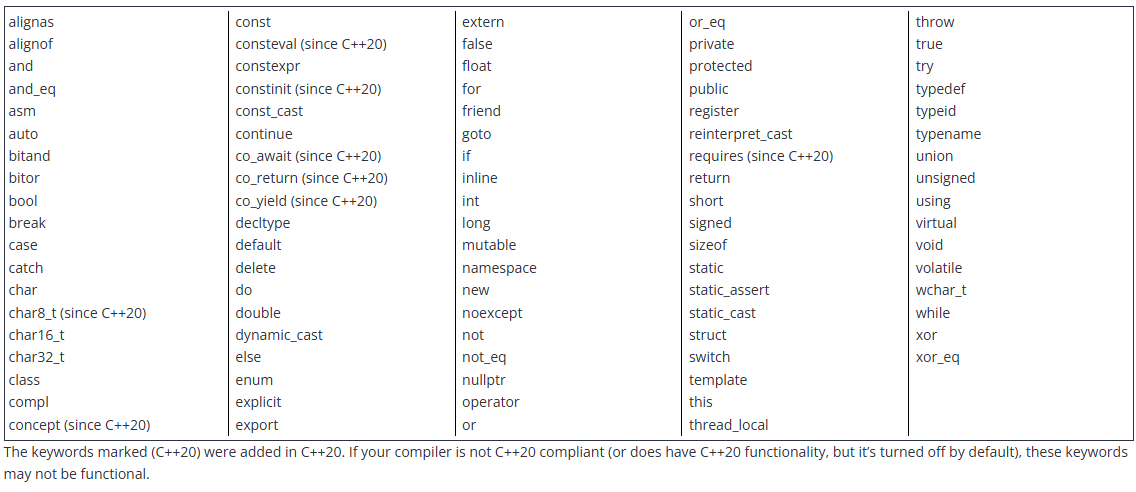 alignas
alignof
and
and_eq
asm
auto
bitand
bitor
bool
break
case
catch
char
char8_t (since C++20)
char16_t
char32_t
class
compl
concept (since C++20)
const
consteval (since C++20)
constexpr
constinit (since C++20)
const_cast
continue
co_await (since C++20)
co_return (since C++20)
co_yield (since C++20)
decltype
default
delete
do
double
dynamic_cast
else
enum
explicit
export
extern
false
float
for
friend
goto
if
inline
int
long
mutable
namespace
new
noexcept
not
not_eq
nullptr
operator
or
or_eq
private
protected
public
register
reinterpret_cast
requires (since C++20)
return
short
signed
sizeof
static
static_assert
static_cast
struct
switch
template
this
thread_local
throw
true
try
typedef
typeid
typename
union
unsigned
using
virtual
void
volatile
wchar_t
while
xor
xor_eq
The keywords marked (C++20) were added in C++20. If your compiler is not C++20 compliant (or does have C++20 functionality, but it’s turned off by default), these keywords
may not be functional.